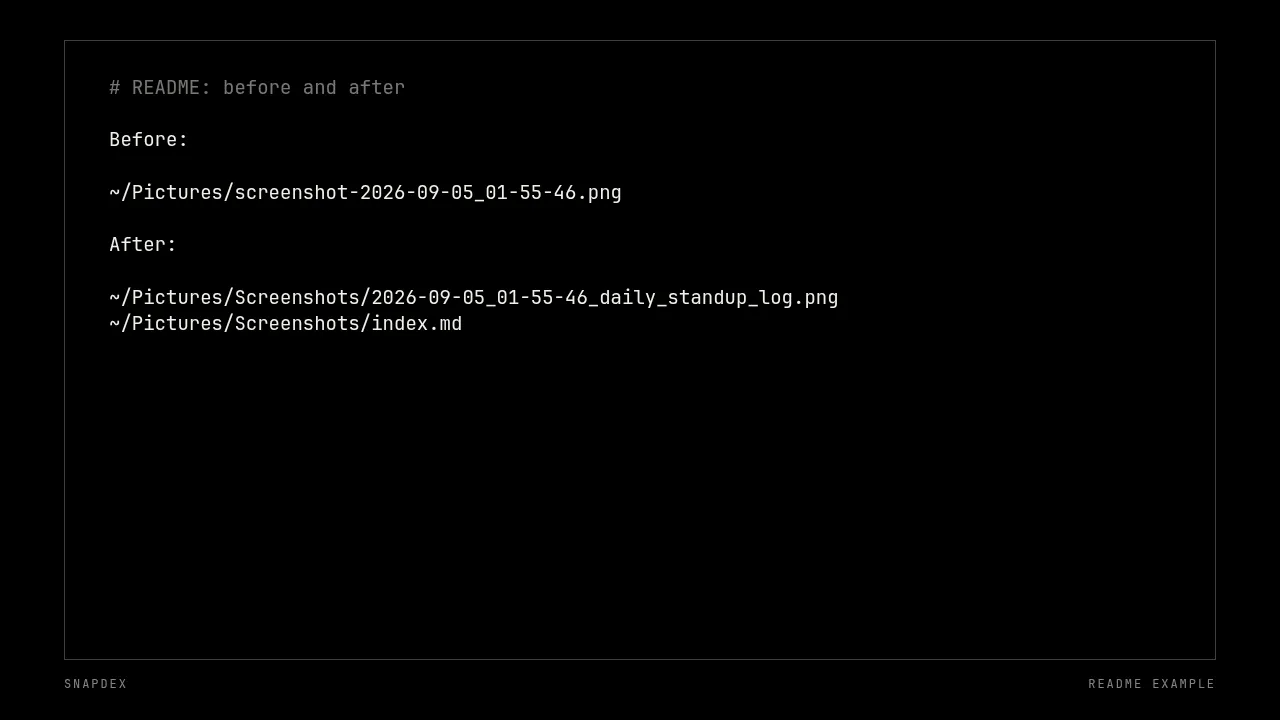 # README: before and after
Before:
~/Pictures/screenshot-2026-09-05_01-55-46.png
After:
~/Pictures/Screenshots/2026-09-05_01-55-46_daily_standup_log.png
~/Pictures/Screenshots/index.md
SNAPDEX
README EXAMPLE